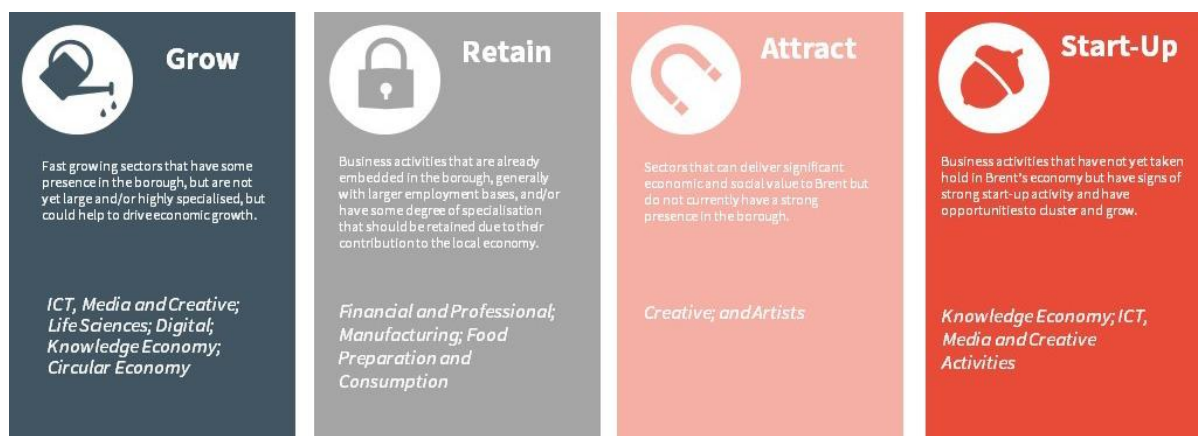 Grow
Fast growing sectors that have some
presence in the borough, but are not
yet large and/or highly specialised, but
could help to drive economic growth.
ICT, Media and Creative;
Life Sciences; Digital;
Knowledge Economy;
Circular Economy
Retain
Business activities that are already
embedded in the borough, generally
with larger employment bases, and/or
have some degree of specialisation
that should be retained due to their
contribution to the local economy.
Financial and Professional;
Manufacturing; Food
Preparation and
Consumption
Attract
Sectors that can deliver significant
economic and social value to Brent but
do not currently have a strong
presence in the borough.
Creative; and Artists
Start-Up
Business activities that have not yet taken
hold in Brent's economy but have signs of
strong start-up activity and have
opportunities to cluster and grow.
Knowledge Economy; ICT,
Media and Creative
Activities